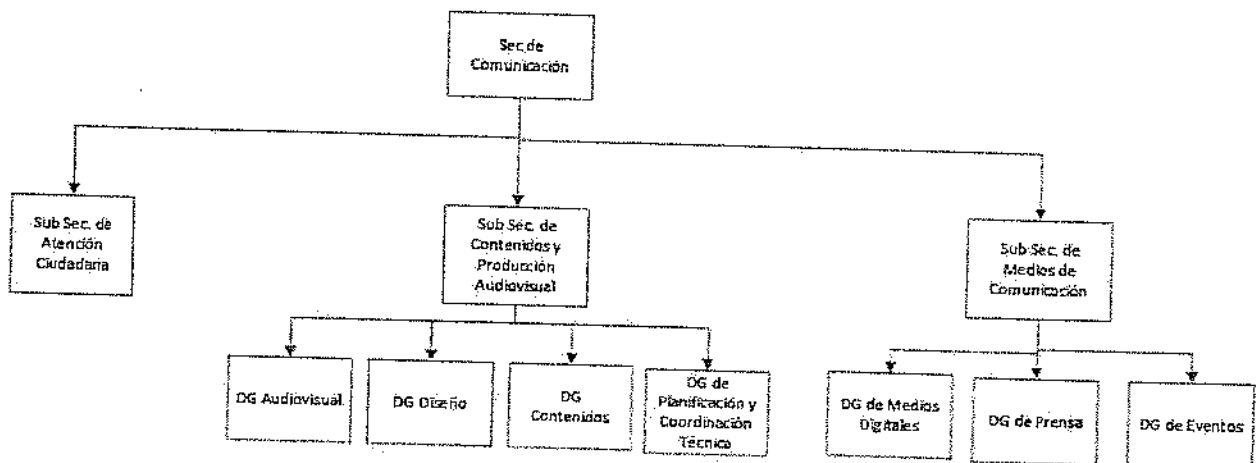 Sec. de
Comunicación
Sub Sec. de
Atención
Ciudadana
Sub Sec. de
Contenidos y
Producción
Audiovisual
Sub Sec. de
Medios de
Comunicación
DG Audiovisual
DG Diseño
DG
Contenidos
DG de
Planificación y
Coordinación
Técnica
DG de Medios
Digitales
DG de Prensa
DG de Eventos